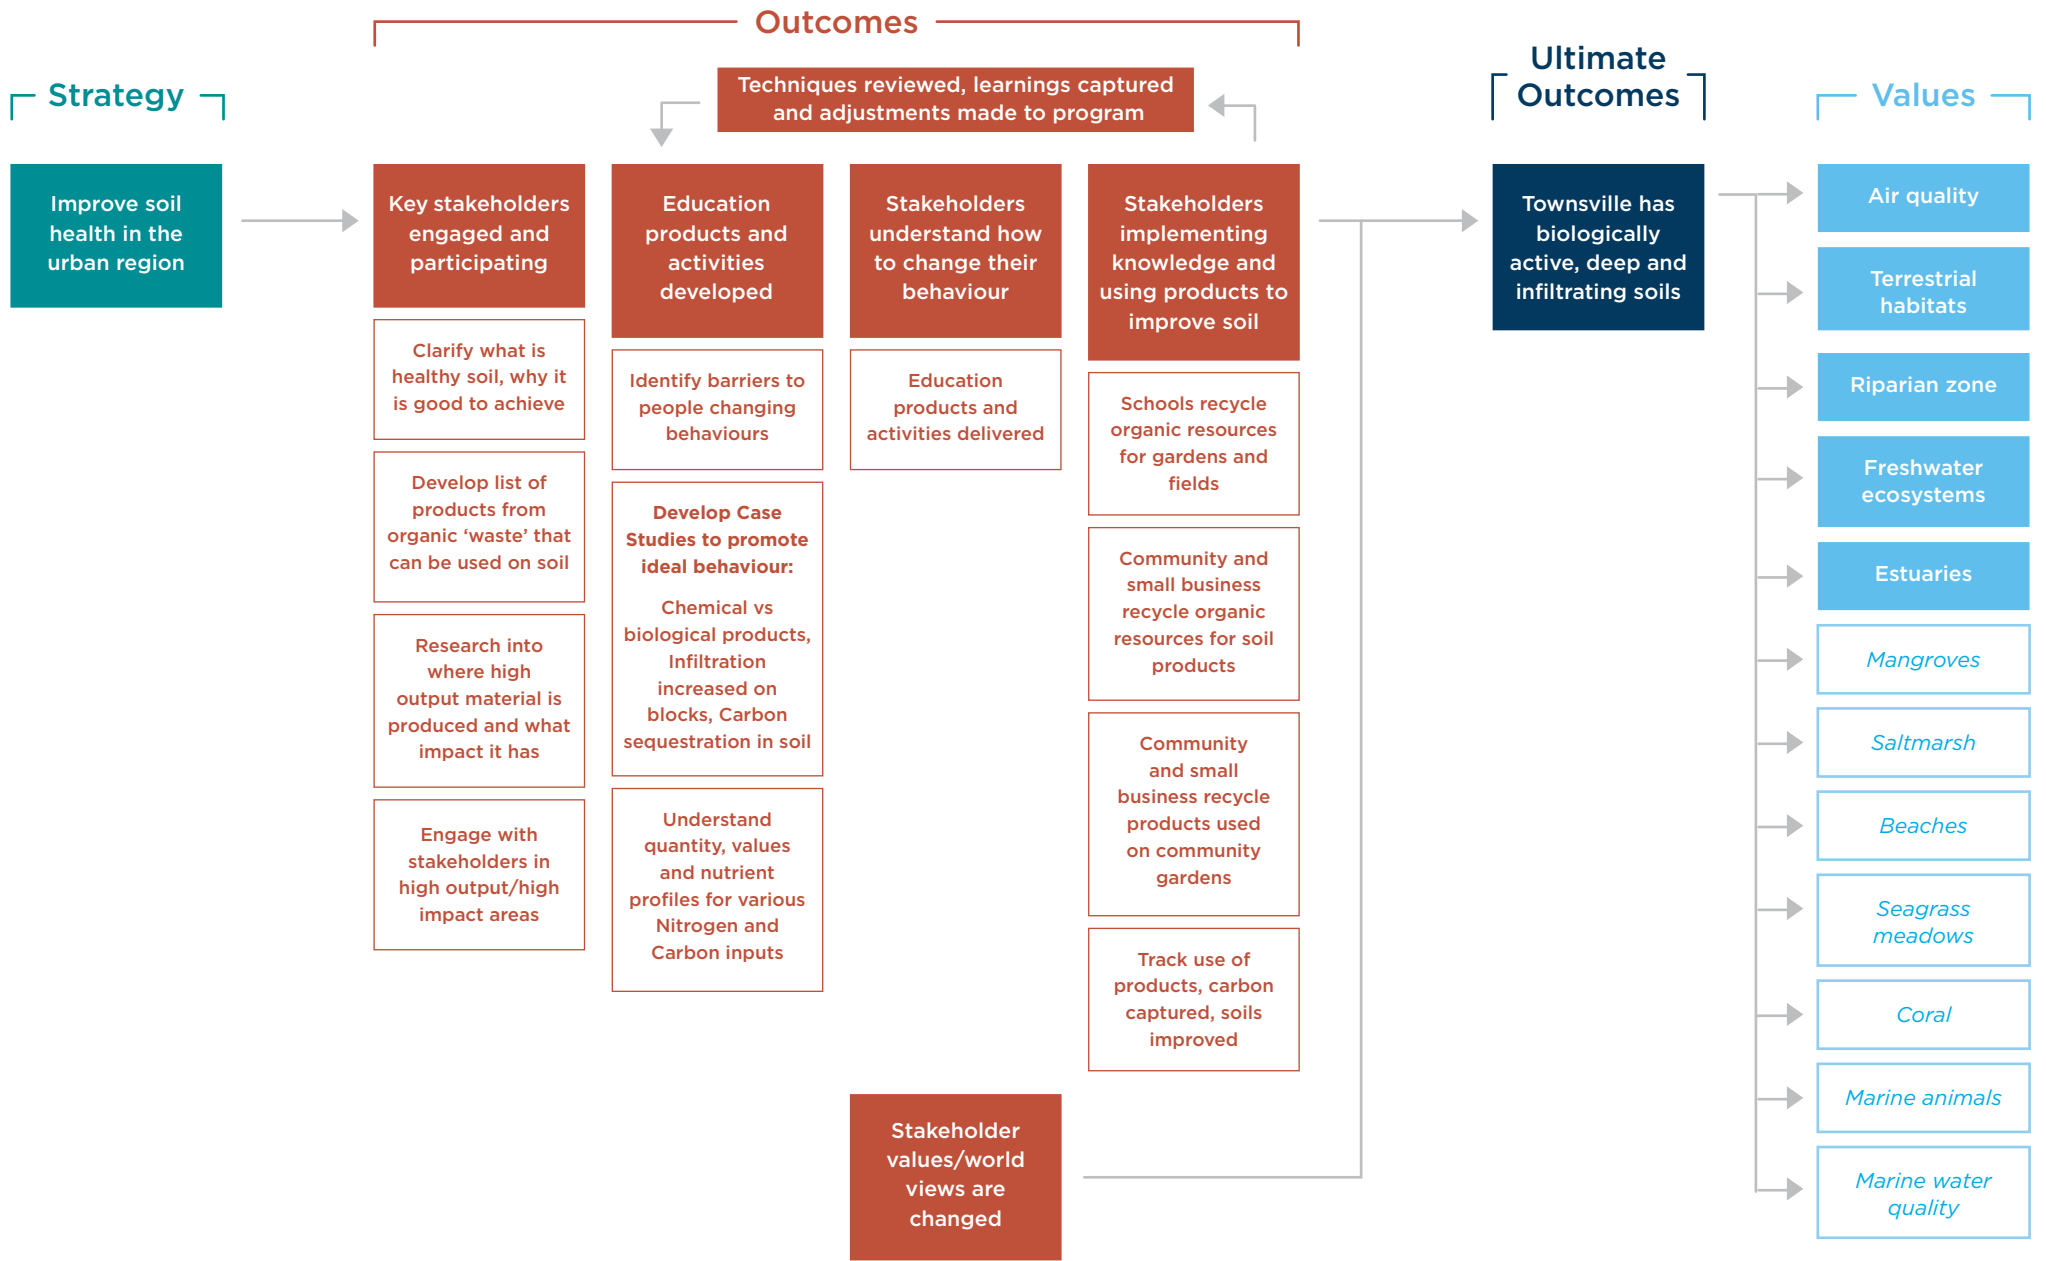 Outcomes
Techniques reviewed, learnings captured
and adjustments made to program
Strategy
Improve soil
health in the
urban region
Key stakeholders
engaged and
participating
Clarify what is
healthy soil, why it
is good to achieve
Develop list of
products from
organic ‘waste’ that
can be used on soil
Research into
where high
output material is
produced and what
impact it has
Engage with
stakeholders in
high output/high
impact areas
Education
products and
activities
developed
Identify barriers to
people changing
behaviours
Develop Case
Studies to promote
ideal behaviour:
Chemical vs
biological products,
Infiltration
increased on
blocks, Carbon
sequestration in soil
Understand
quantity, values
and nutrient
profiles for various
Nitrogen and
Carbon inputs
Stakeholders
understand how
to change their
behaviour
Education
products and
activities delivered
Stakeholder
values/world
views are
changed
Stakeholders
implementing
knowledge and
using products to
improve soil
Schools recycle
organic resources
for gardens and
fields
Community and
small business
recycle organic
resources for soil
products
Community
and small
business recycle
products used
on community
gardens
Track use of
products, carbon
captured, soils
improved
Ultimate
Outcomes
Townsville has
biologically
active, deep and
infiltrating soils
Values
Air quality
Terrestrial
habitats
Riparian zone
Freshwater
ecosystems
Estuaries
Mangroves
Saltmarsh
Beaches
Seagrass
meadows
Coral
Marine animals
Marine water
quality